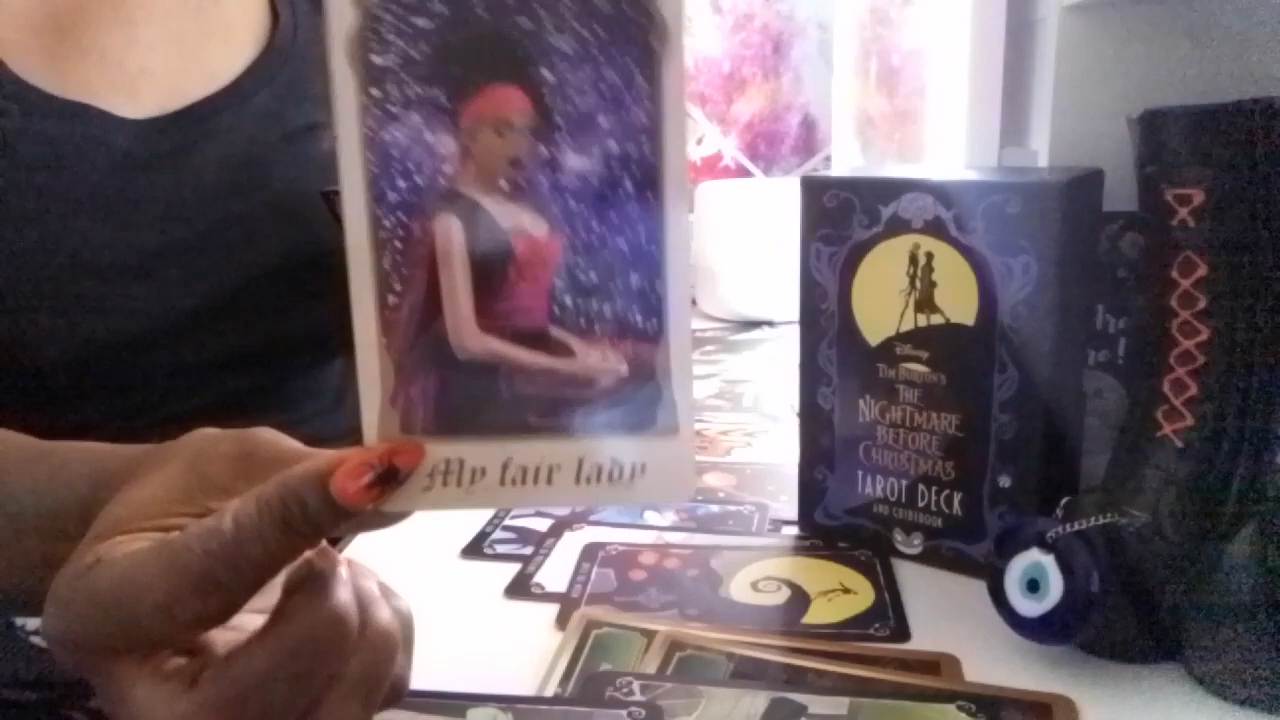 My fair lady
Disney
TIM BURTON'S
THE
NIGHTMARE
BEFORE
CHRISTMAS
TAROT DECK
AND GUIDEBOOK